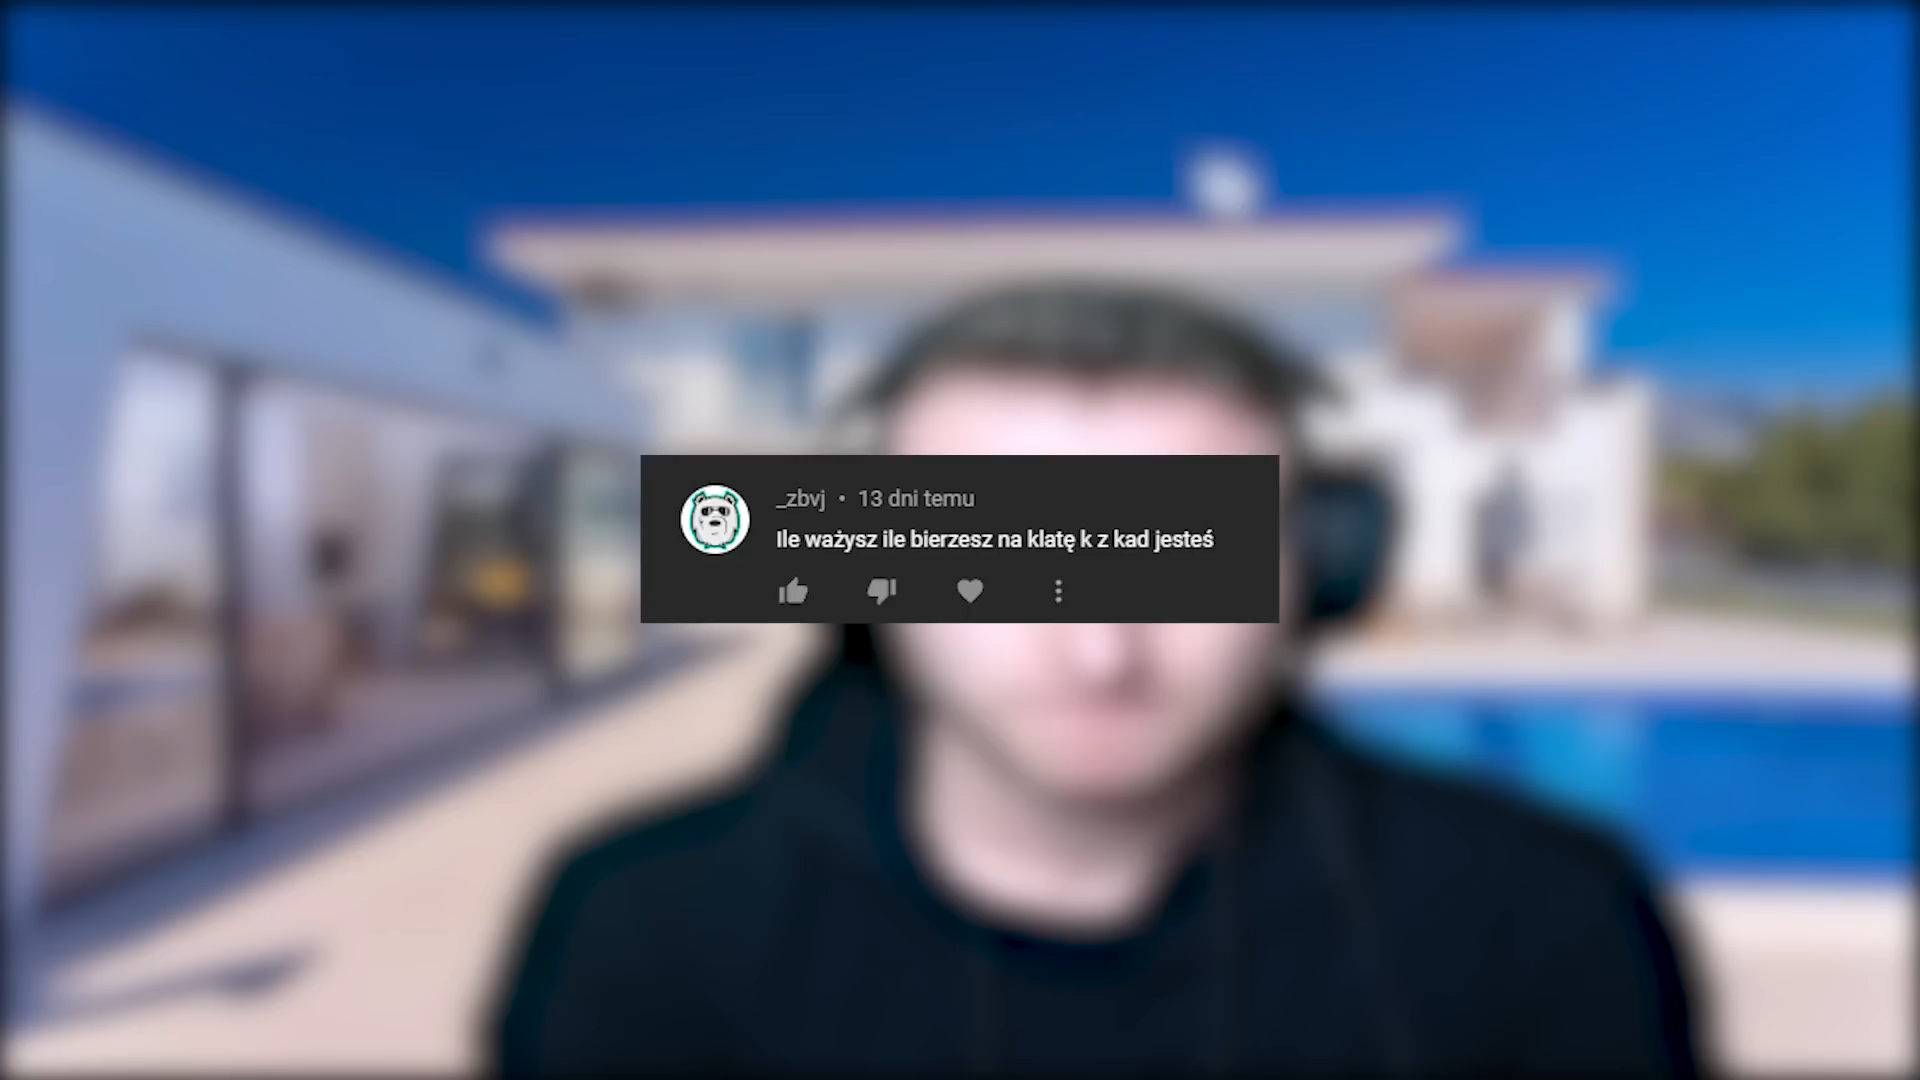 _zbvj • 13 dni temu
Ile ważysz ile bierzesz na klatę k z kad jesteś